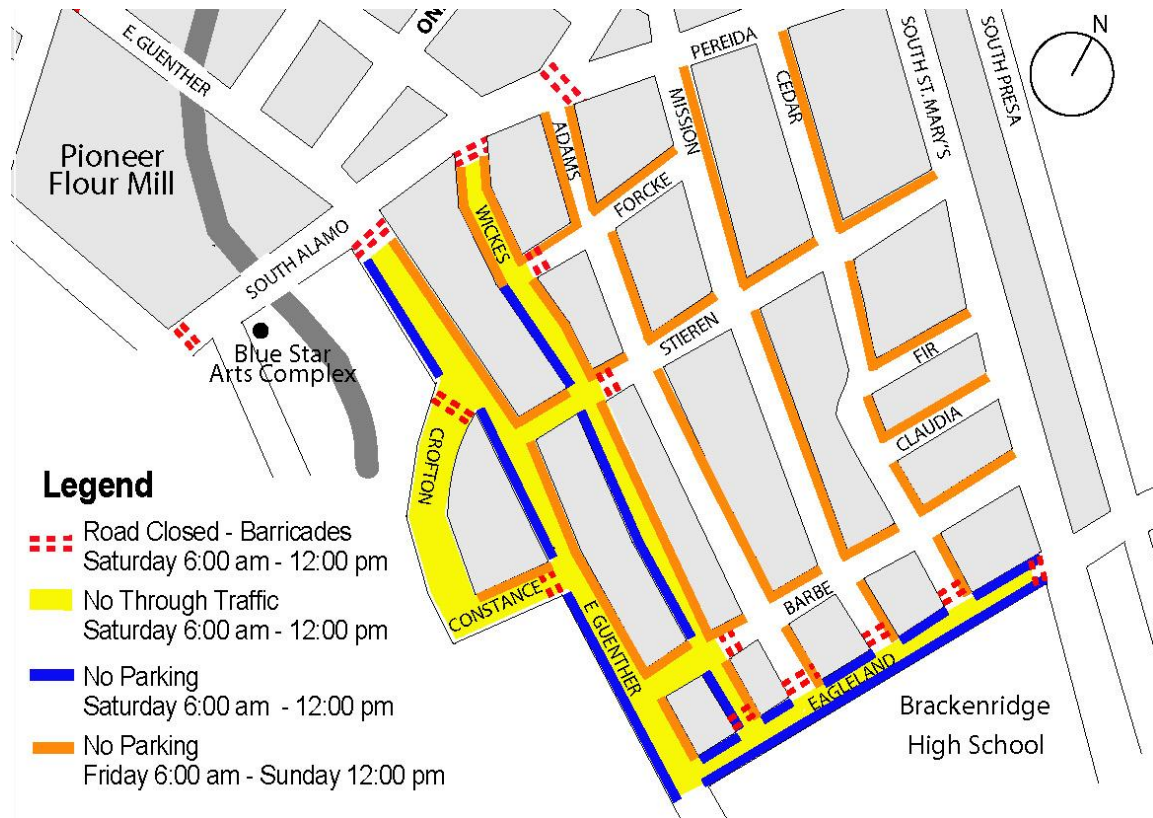 ON
N
E. GUENTHER
PEREIDA
CEDAR
SOUTH ST. MARY'S
SOUTH PRESA
MISSION
ADAMS
Pioneer
Flour Mill
FORCKE
WICKES
SOUTH ALAMO
STIEREN
Blue Star
Arts Complex
FIR
CLAUDIA
CROFTON
Legend
Road Closed - Barricades
Saturday 6:00 am - 12:00 pm
No Through Traffic
Saturday 6:00 am - 12:00 pm
CONSTANCE
BARBE
E. GUENTHER
EAGLELAND
No Parking
Saturday 6:00 am - 12:00 pm
Brackenridge
High School
No Parking
Friday 6:00 am - Sunday 12:00 pm